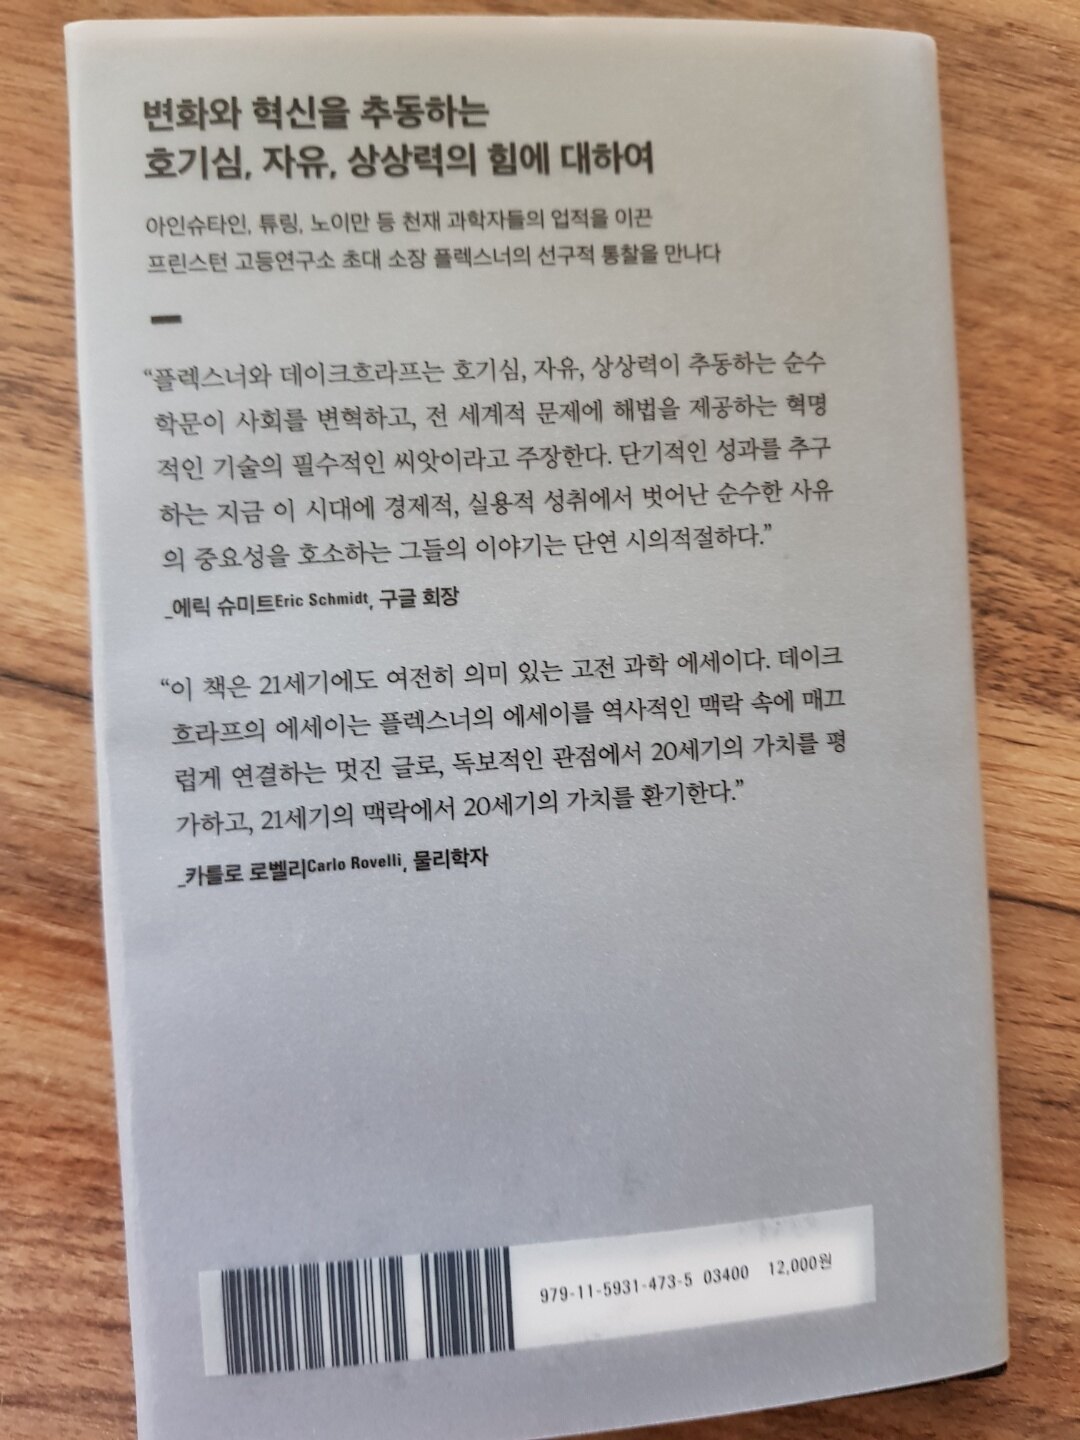 변화와 혁신을 추동하는
호기심, 자유, 상상력의 힘에 대하여
아인슈타인, 튜링, 노이만 등 천재 과학자들의 업적을 이끈
프린스턴 고등연구소 초대 소장 플렉스너의 선구적 통찰을 만나다
“플렉스너와 데이크흐라프는 호기심, 자유, 상상력이 추동하는 순수
학문이 사회를 변혁하고, 전 세계적 문제에 해법을 제공하는 혁명
적인 기술의 필수적인 씨앗이라고 주장한다. 단기적인 성과를 추구
하는 지금 이 시대에 경제적, 실용적 성취에서 벗어난 순수한 사유
의 중요성을 호소하는 그들의 이야기는 단연 시의적절하다.”
_에릭 슈미트Eric Schmidt, 구글 회장
“이 책은 21세기에도 여전히 의미 있는 고전 과학 에세이다. 데이크
흐라프의 에세이는 플렉스너의 에세이를 역사적인 맥락 속에 매끄
럽게 연결하는 멋진 글로, 독보적인 관점에서 20세기의 가치를 평
가하고, 21세기의 맥락에서 20세기의 가치를 환기한다.”
_카를로 로벨리Carlo Rovelli, 물리학자
979-11-5931-473-5 03400 12,000원